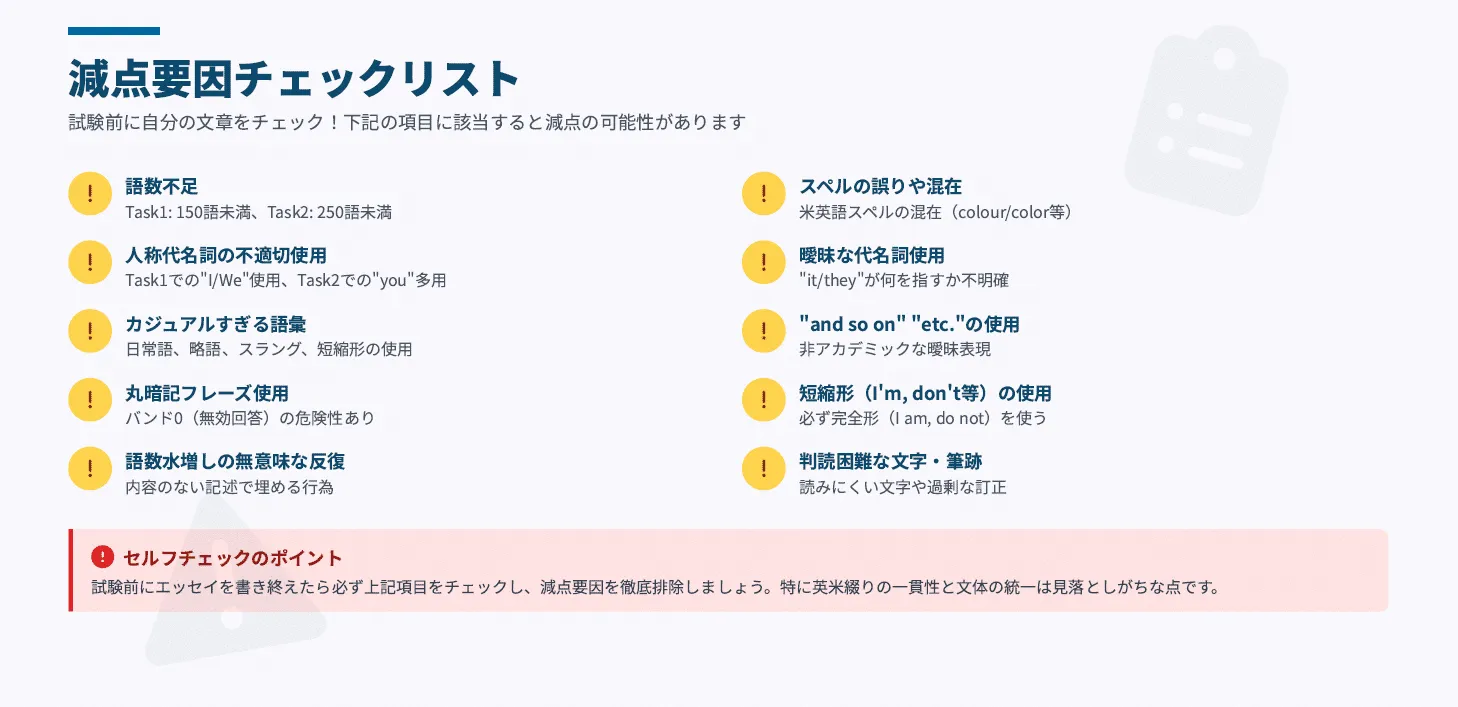 減点要因チェックリスト
試験前に自分の文章をチェック！下記の項目に該当すると減点の可能性があります
語数不足
Task1: 150語未満、Task2: 250語未満
人称代名詞の不適切使用
Task1での"I/We"使用、Task2での"you"多用
カジュアルすぎる語彙
日常語、略語、スラング、短縮形の使用
丸暗記フレーズ使用
バンド0（無効回答）の危険性あり
語数水増しの無意味な反復
内容のない記述で埋める行為
スペルの誤りや混在
米英語スペルの混在（colour/color等）
曖昧な代名詞使用
"it/they"が何を指すか不明確
"and so on" "etc."の使用
非アカデミックな曖昧表現
短縮形（I'm, don't等）の使用
必ず完全形（I am, do not）を使う
判読困難な文字・筆跡
読みにくい文字や過剰な訂正
セルフチェックのポイント
試験前にエッセイを書き終えたら必ず上記項目をチェックし、減点要因を徹底排除しましょう。特に英米綴りの一貫性と文体の統一は見落としがちな点です。